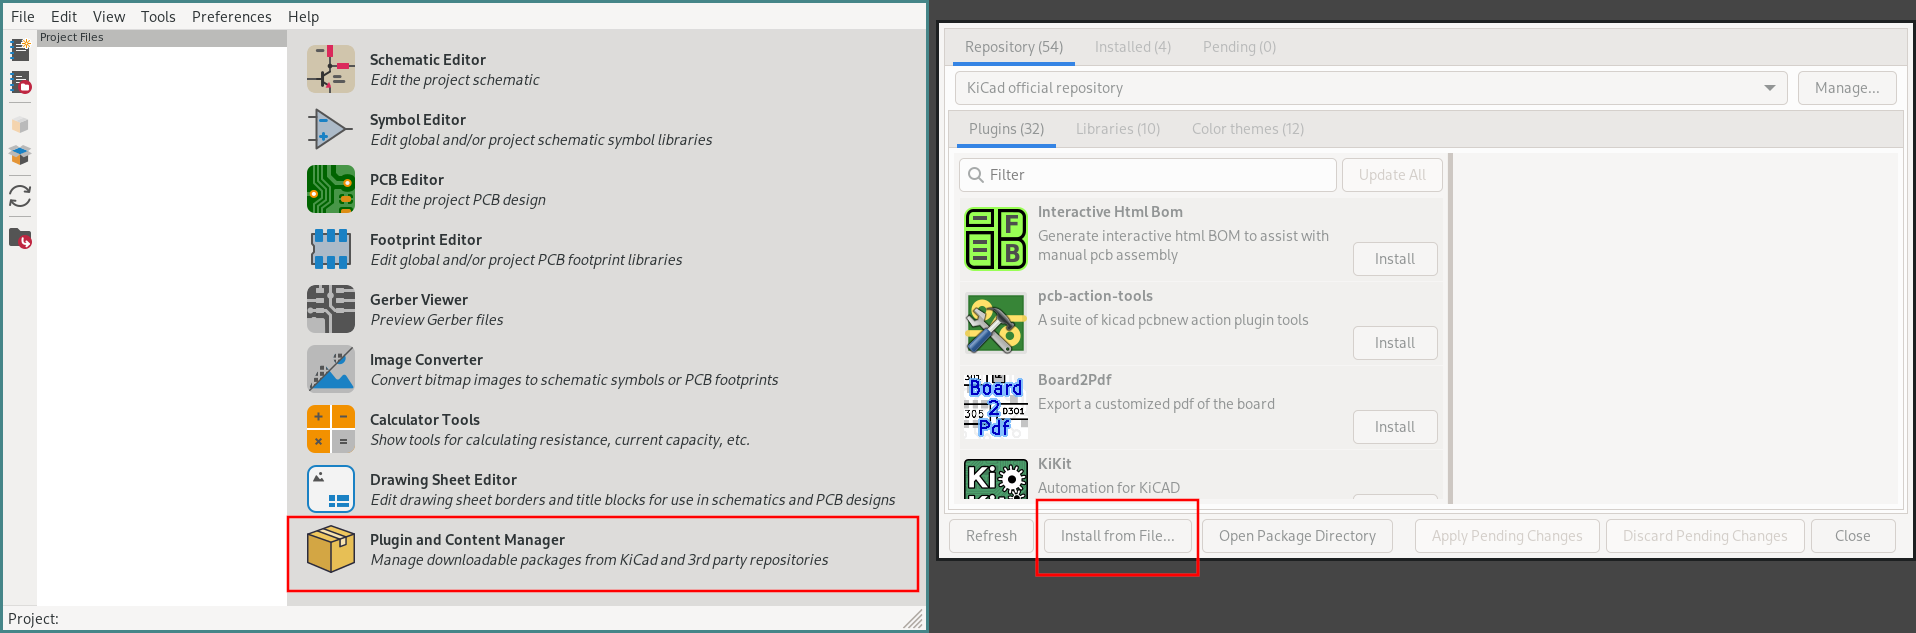 File Edit View Tools Preferences Help
Project Files
Schematic Editor
Edit the project schematic
Symbol Editor
Edit global and/or project schematic symbol libraries
PCB Editor
Edit the project PCB design
Footprint Editor
Edit global and/or project PCB footprint libraries
Gerber Viewer
Preview Gerber files
Image Converter
Convert bitmap images to schematic symbols or PCB footprints
Calculator Tools
Show tools for calculating resistance, current capacity, etc.
Drawing Sheet Editor
Edit drawing sheet borders and title blocks for use in schematics and PCB designs
Plugin and Content Manager
Manage downloadable packages from KiCad and 3rd party repositories
Project:
Repository (54) Installed (4) Pending (0)
KiCad official repository Manage...
Plugins (32) Libraries (10) Color themes (12)
Filter Update All
F
B
Interactive Html Bom
Generate interactive html BOM to assist with
manual pcb assembly
Install
pcb-action-tools
A suite of kicad pcbnew action plugin tools
Install
Board
2
Pdf
305 D301
Board2Pdf
Export a customized pdf of the board
Install
Ki
KiKit
Automation for KiCAD
Refresh Install from File... Open Package Directory Apply Pending Changes Discard Pending Changes Close